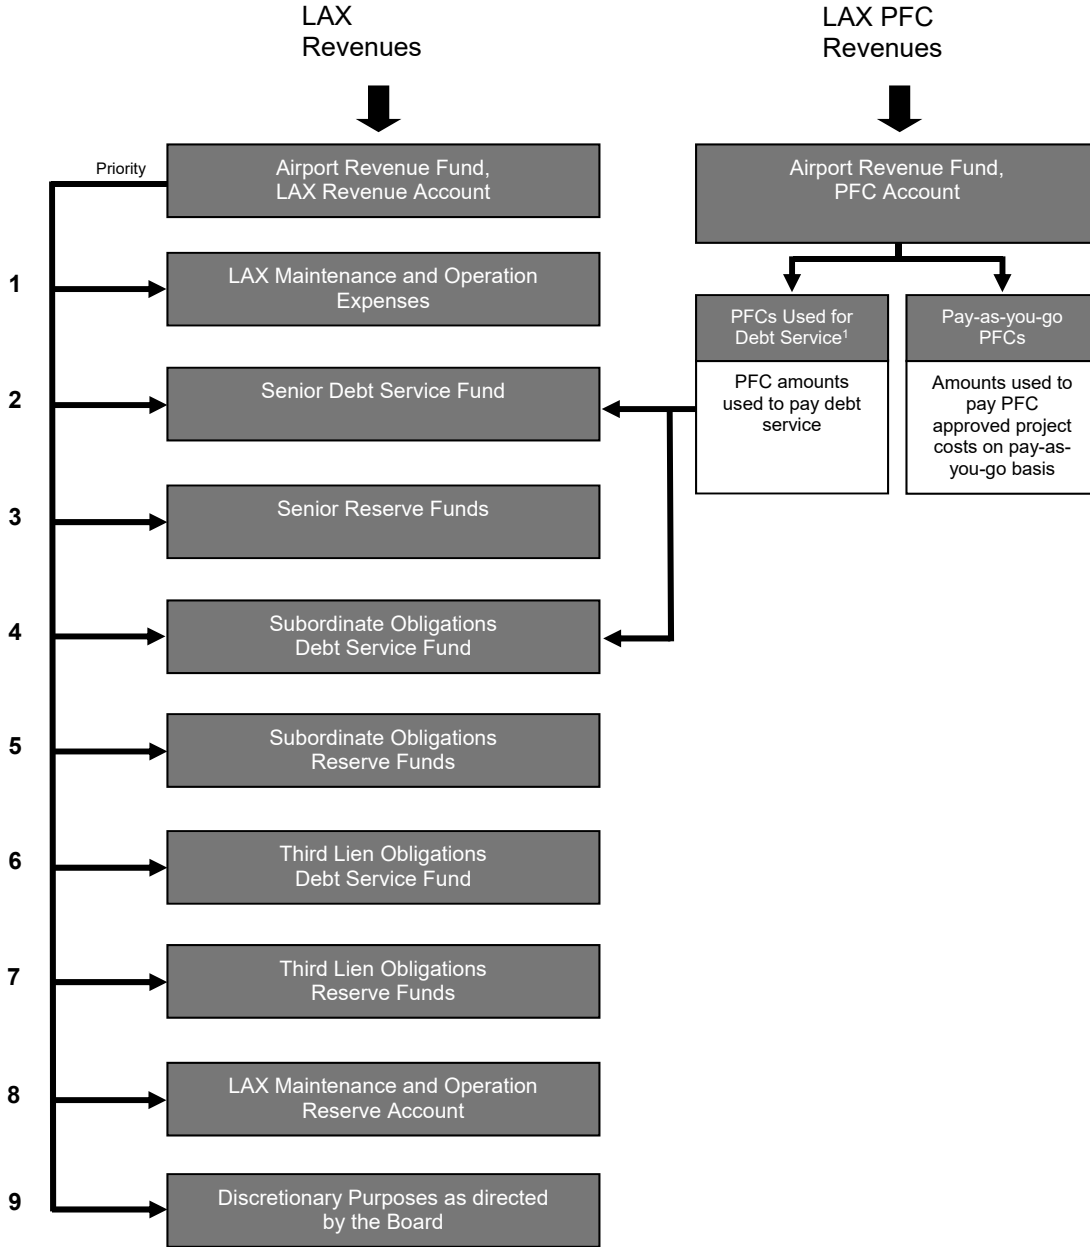 LAX
Revenues
LAX PFC
Revenues
Priority
Airport Revenue Fund,
LAX Revenue Account
Airport Revenue Fund,
PFC Account
1
LAX Maintenance and Operation
Expenses
PFCs Used for
Debt Service¹
PFC amounts
used to pay debt
service
Pay-as-you-go
PFCs
Amounts used to
pay PFC
approved project
costs on pay-as-
you-go basis
2
Senior Debt Service Fund
3
Senior Reserve Funds
4
Subordinate Obligations
Debt Service Fund
5
Subordinate Obligations
Reserve Funds
6
Third Lien Obligations
Debt Service Fund
7
Third Lien Obligations
Reserve Funds
8
LAX Maintenance and Operation
Reserve Account
9
Discretionary Purposes as directed
by the Board